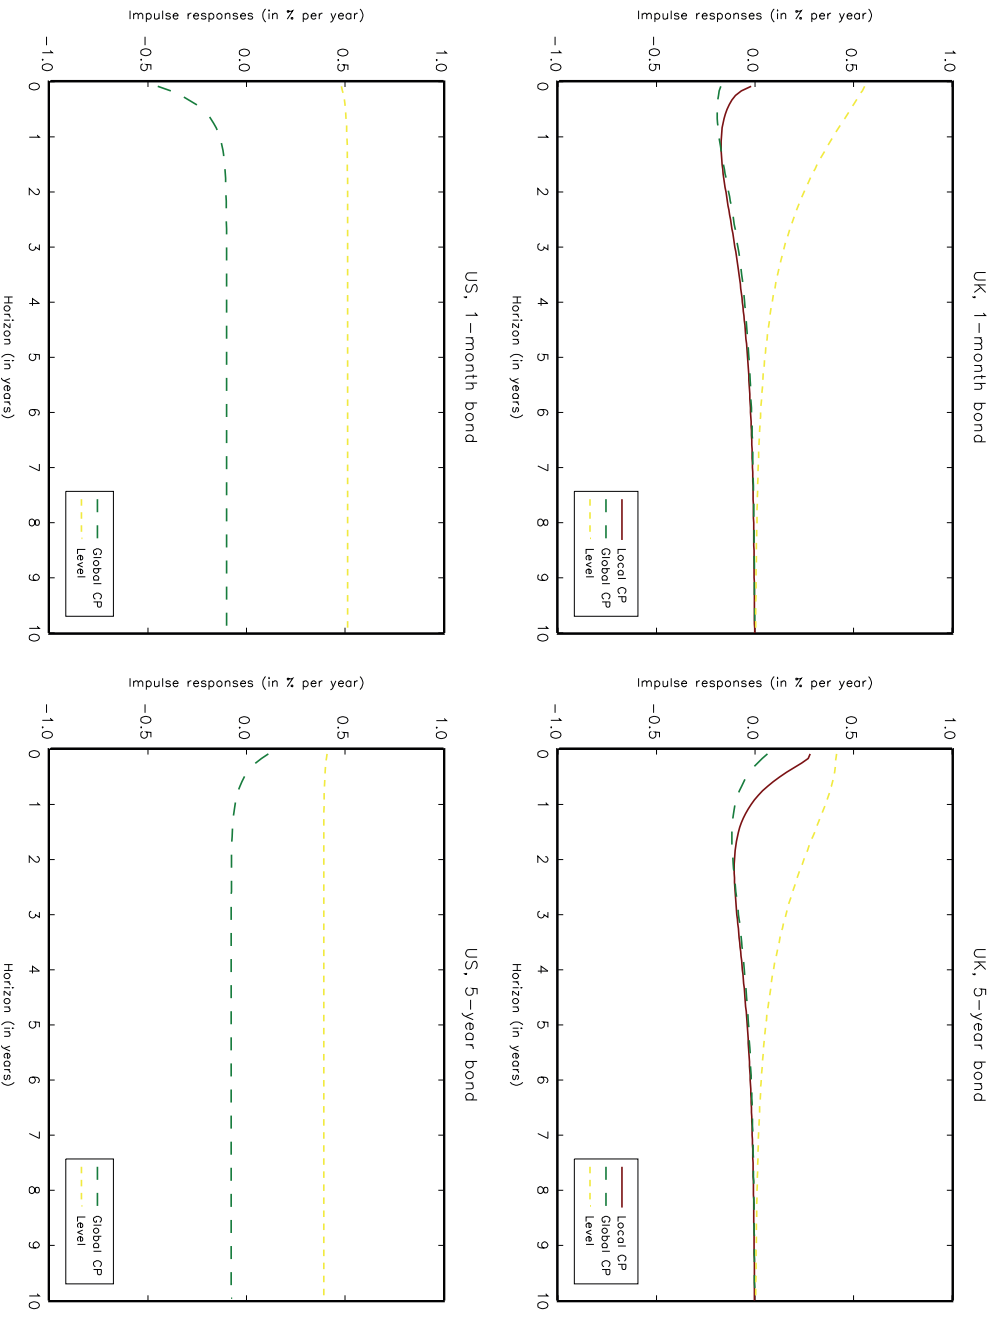 UK, 1-month bond
Impulse responses (in % per year)
1.0
0.5
0.0
-0.5
-1.0
0 1 2 3 4 5 6 7 8 9 10
Horizon (in years)
Local CP
Global CP
Level
UK, 5-year bond
Impulse responses (in % per year)
1.0
0.5
0.0
-0.5
-1.0
0 1 2 3 4 5 6 7 8 9 10
Horizon (in years)
Local CP
Global CP
Level
US, 1-month bond
Impulse responses (in % per year)
1.0
0.5
0.0
-0.5
-1.0
0 1 2 3 4 5 6 7 8 9 10
Horizon (in years)
Global CP
Level
US, 5-year bond
Impulse responses (in % per year)
1.0
0.5
0.0
-0.5
-1.0
0 1 2 3 4 5 6 7 8 9 10
Horizon (in years)
Global CP
Level